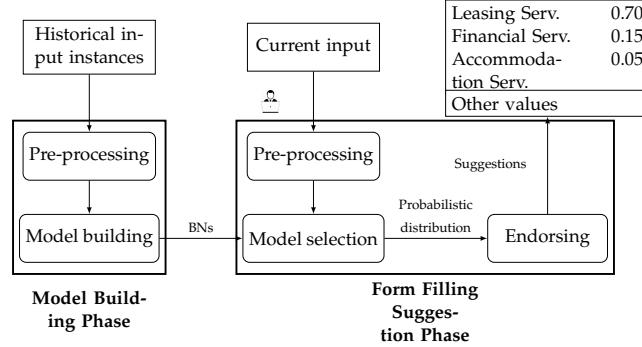 Historical in-
put instances
Current input
Leasing Serv. 0.70
Financial Serv. 0.15
Accommoda- 0.05
tion Serv.
Other values
Pre-processing
Pre-processing
Suggestions
Model building
BNs
Model selection
Probabilistic
distribution
Endorsing
Model Build-
ing Phase
Form Filling
Sugges-
tion Phase